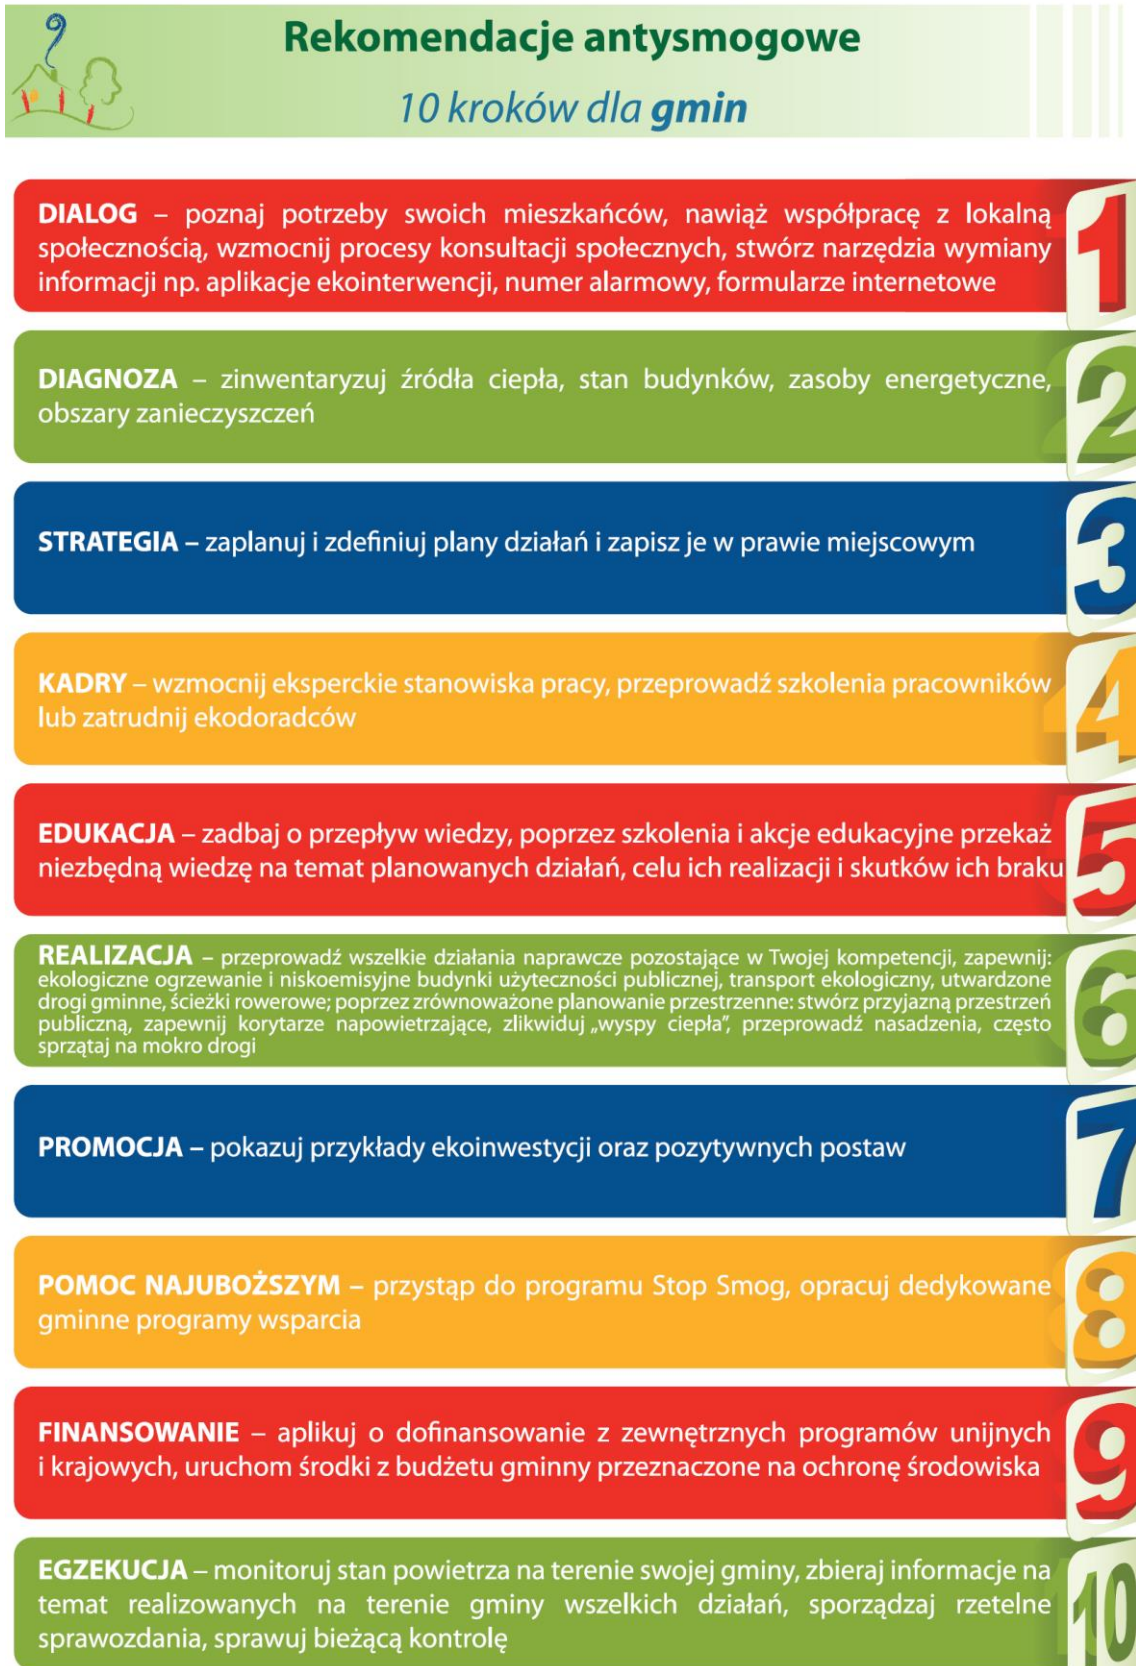 Rekomendacje antysmogowe
10 kroków dla gmin
DIALOG – poznaj potrzeby swoich mieszkańców, nawiąż współpracę z lokalną
społecznością, wzmocnij procesy konsultacji społecznych, stwórz narzędzia wymiany
informacji np. aplikacje ekointerwencji, numer alarmowy, formularze internetowe
1
DIAGNOZA – zinwentaryzuj źródła ciepła, stan budynków, zasoby energetyczne,
obszary zanieczyszczeń
2
STRATEGIA – zaplanuj i zdefiniuj plany działań i zapisz je w prawie miejscowym
3
KADRY – wzmocnij eksperckie stanowiska pracy, przeprowadź szkolenia pracowników
lub zatrudnij ekodoradców
4
EDUKACJA – zadbaj o przepływ wiedzy, poprzez szkolenia i akcje edukacyjne przekaż
niezbędną wiedzę na temat planowanych działań, celu ich realizacji i skutków ich braku
5
REALIZACJA – przeprowadź wszelkie działania naprawcze pozostające w Twojej kompetencji, zapewnij:
ekologiczne ogrzewanie i niskoemisyjne budynki użyteczności publicznej, transport ekologiczny, utwardzone
drogi gminne, ścieżki rowerowe; poprzez zrównoważone planowanie przestrzenne: stwórz przyjazną przestrzeń
publiczną, zapewnij korytarze napowietrzające, zlikwiduj „wyspy ciepła”, przeprowadź nasadzenia, często
sprzątaj na mokro drogi
6
PROMOCJA – pokazuj przykłady ekoinwestycji oraz pozytywnych postaw
7
POMOC NAJUBOŻSZYM – przystąp do programu Stop Smog, opracuj dedykowane
gminne programy wsparcia
8
FINANSOWANIE – aplikuj o dofinansowanie z zewnętrznych programów unijnych
i krajowych, uruchom środki z budżetu gminny przeznaczone na ochronę środowiska
9
EGZEKUCJA – monitoruj stan powietrza na terenie swojej gminy, zbieraj informacje na
temat realizowanych na terenie gminy wszelkich działań, sporządzaj rzetelne
sprawozdania, sprawuj bieżącą kontrolę
10